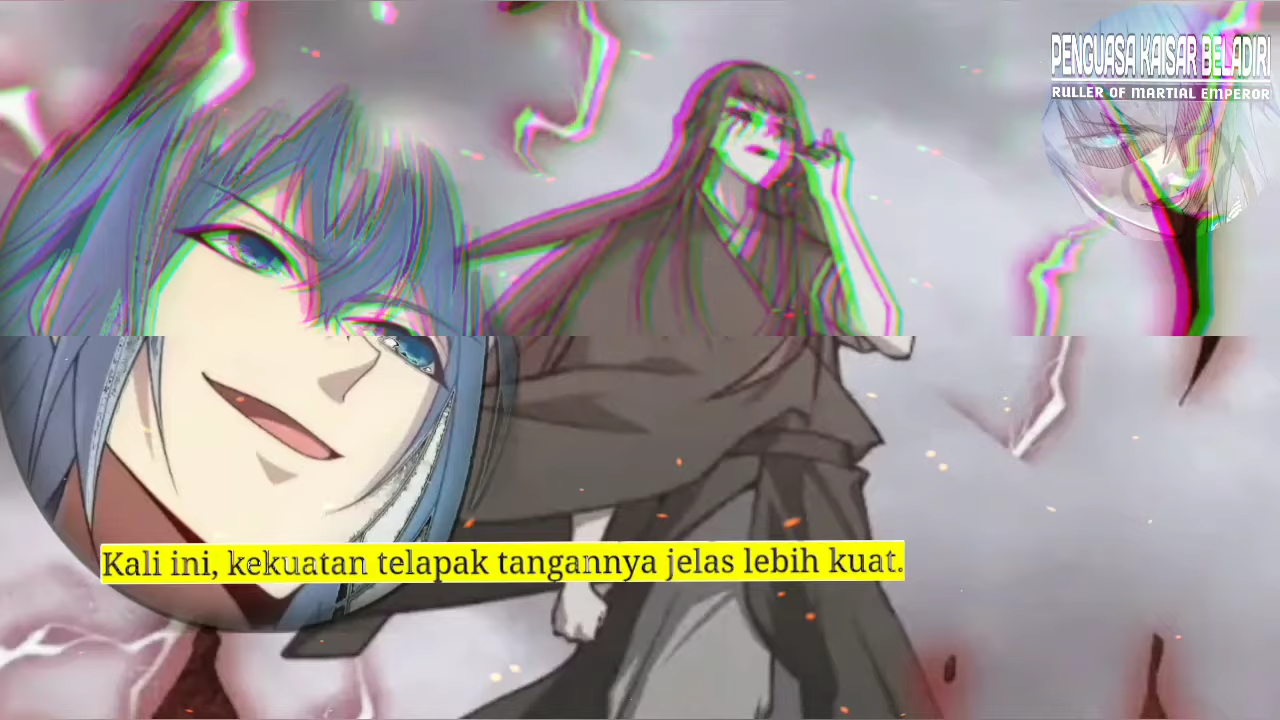 PENGUASA KAISAR BELADIRI
RULLER OF MARTIAL EMPEROR
Kali ini, kekuatan telapak tangannya jelas lebih kuat.